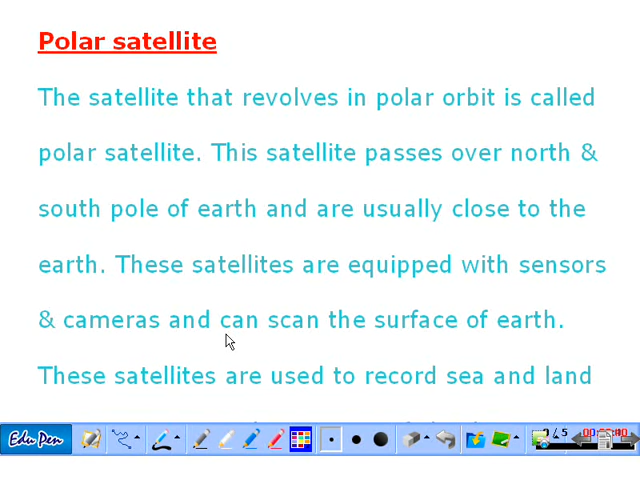 Polar satellite
The satellite that revolves in polar orbit is called
polar satellite. This satellite passes over north &
south pole of earth and are usually close to the
earth. These satellites are equipped with sensors
& cameras and can scan the surface of earth.
These satellites are used to record sea and land
Edu Pen
/ 5